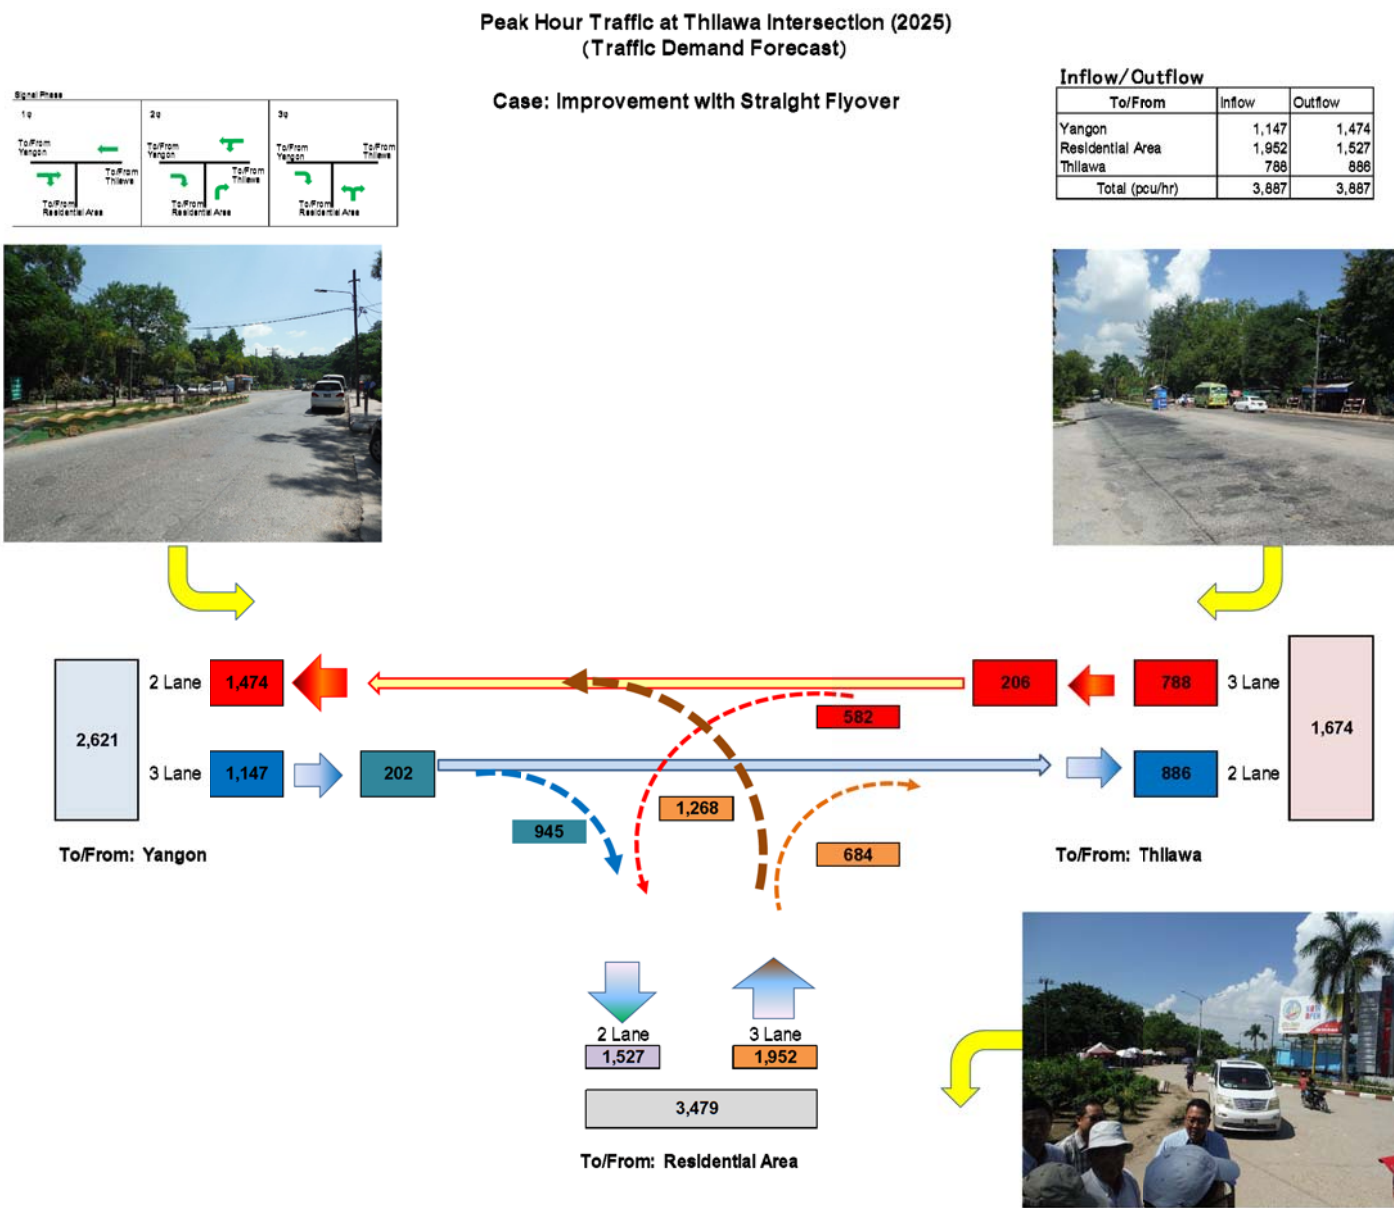 Peak Hour Traffic at Thilawa Intersection (2025)
(Traffic Demand Forecast)
Case: Improvement with Straight Flyover
Signal Phase
1φ
2φ
3φ
To/From
Yangon
To/From
Thilawa
To/From
Residential Area
To/From
Yangon
To/From
Thilawa
To/From
Residential Area
To/From
Yangon
To/From
Thilawa
To/From
Residential Area
Inflow/Outflow
To/From Inflow Outflow
Yangon 1,147 1,474
Residential Area 1,952 1,527
Thilawa 788 886
Total (pcu/hr) 3,887 3,887
2 Lane 1,474 206 788 3 Lane
582
2,621 1,674
3 Lane 1,147 202 886 2 Lane
1,268
945
684
To/From: Yangon To/From: Thilawa
2 Lane 3 Lane
1,527 1,952
3,479
To/From: Residential Area